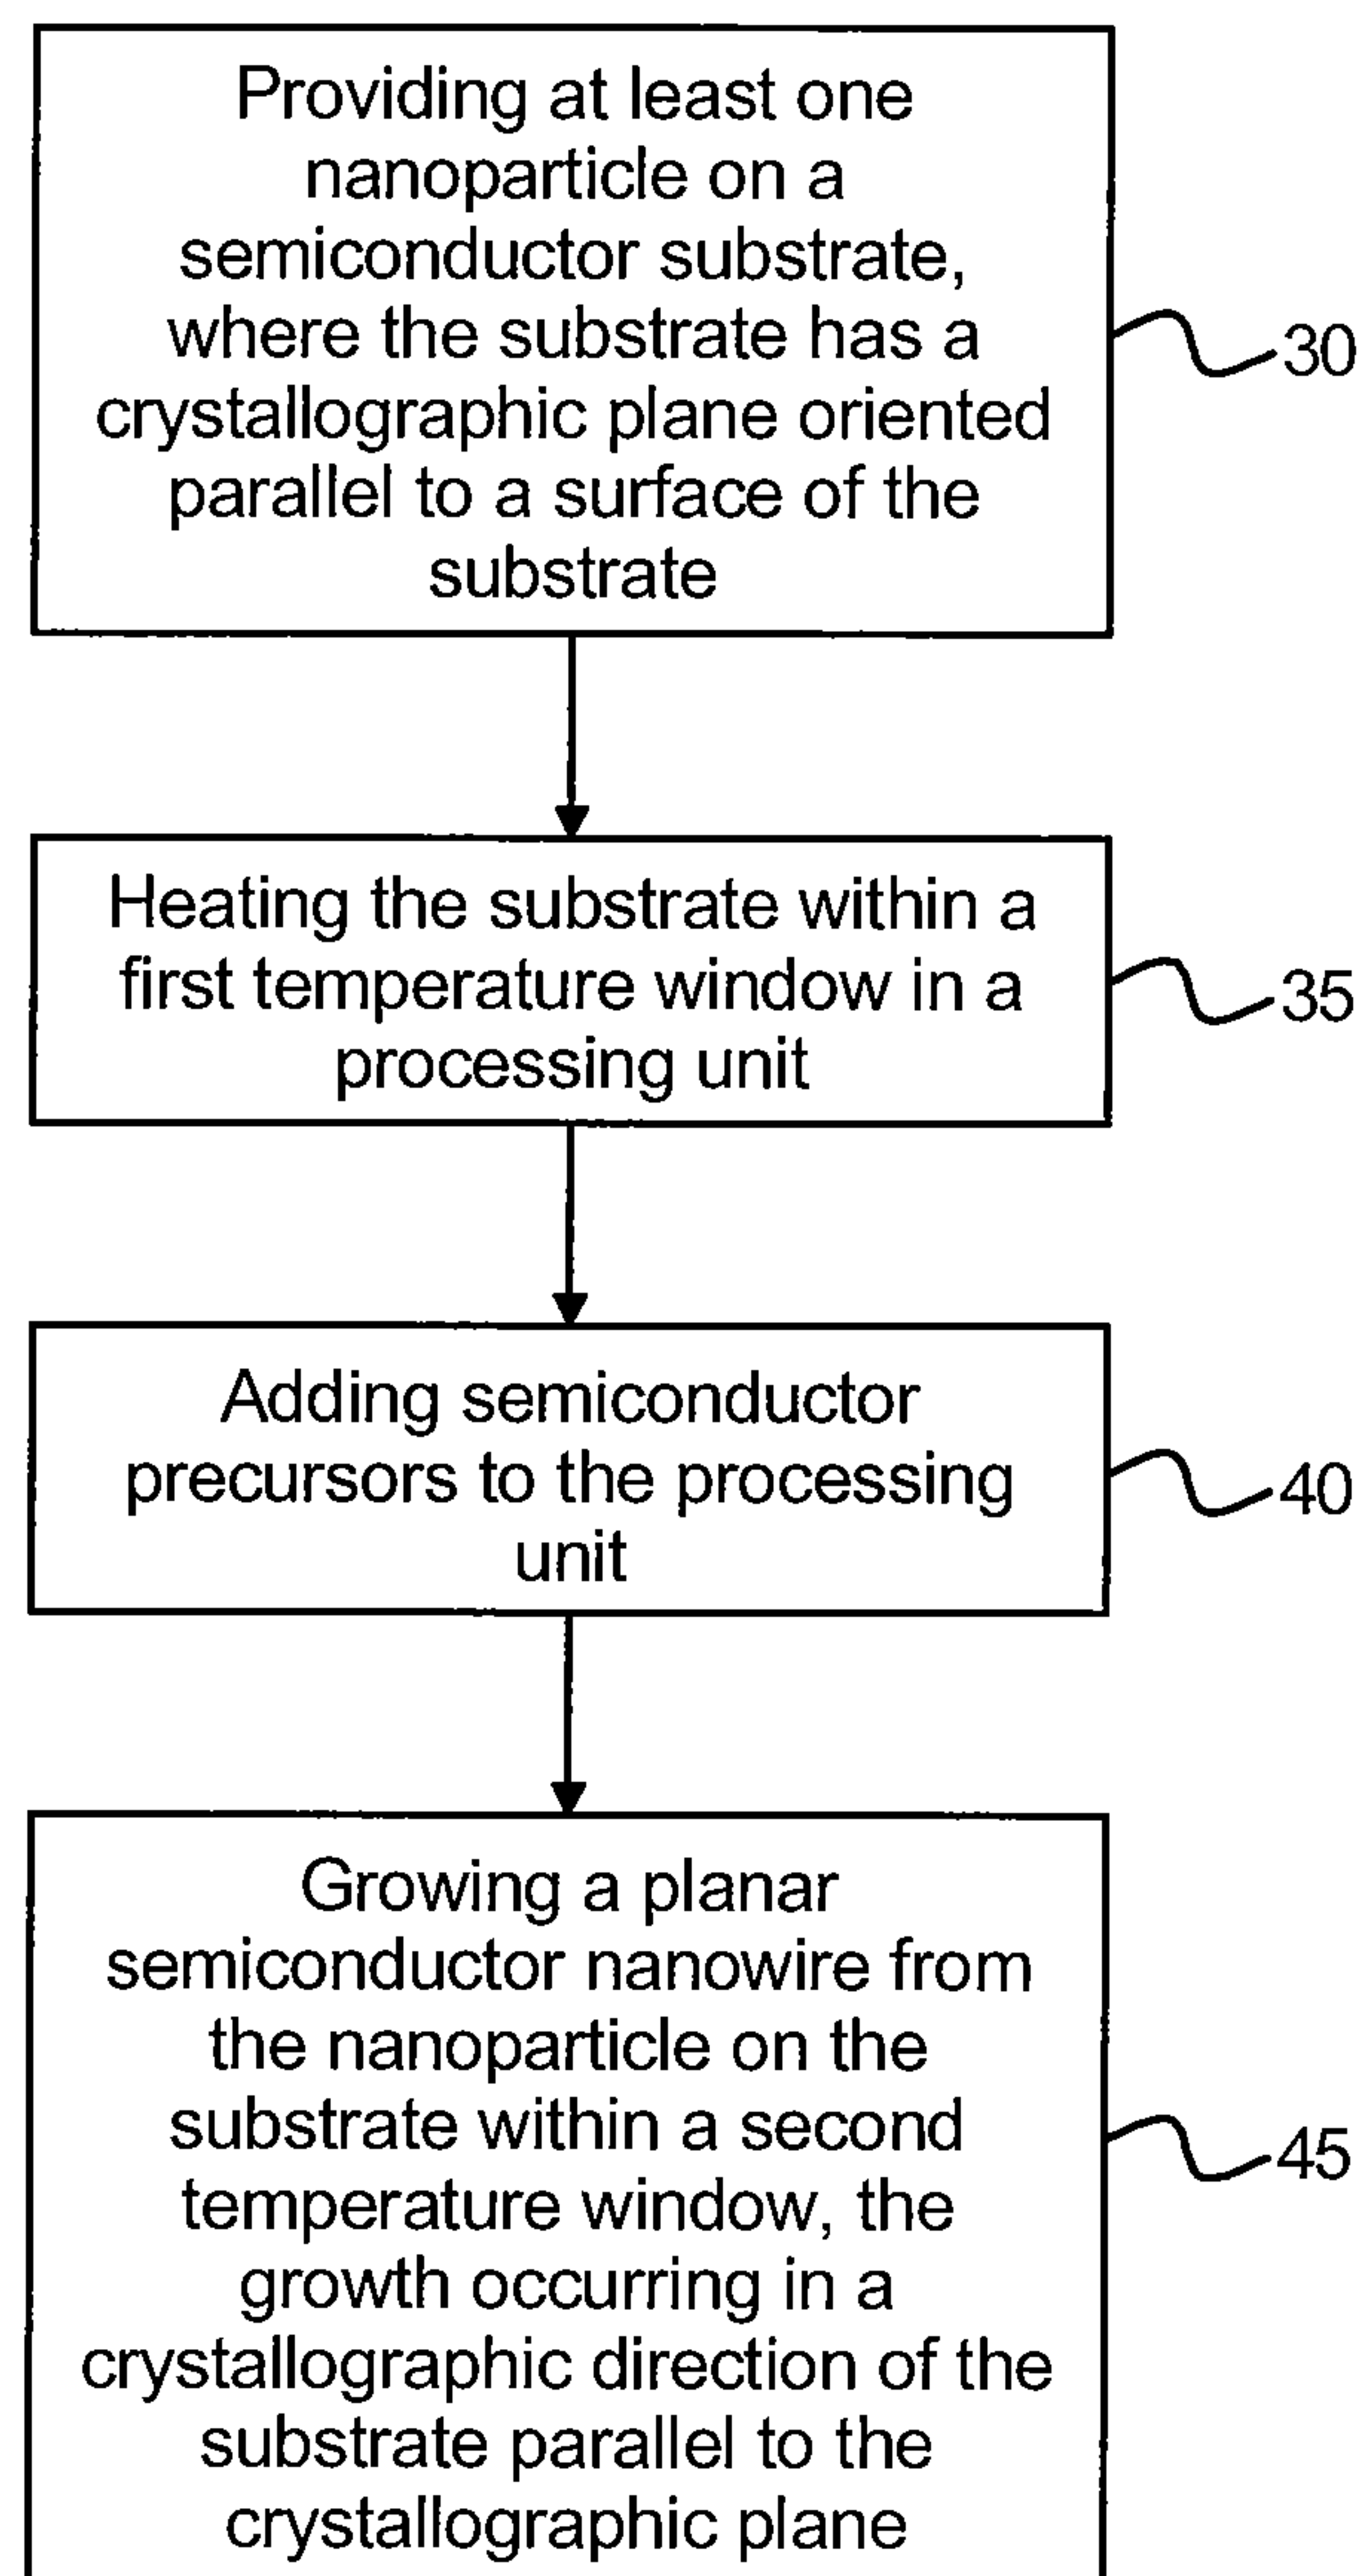 Providing at least one
nanoparticle on a
semiconductor substrate,
where the substrate has a
crystallographic plane oriented
parallel to a surface of the
substrate
30
Heating the substrate within a
first temperature window in a
processing unit
35
Adding semiconductor
precursors to the processing
unit
40
Growing a planar
semiconductor nanowire from
the nanoparticle on the
substrate within a second
temperature window, the
growth occurring in a
crystallographic direction of the
substrate parallel to the
crystallographic plane
45